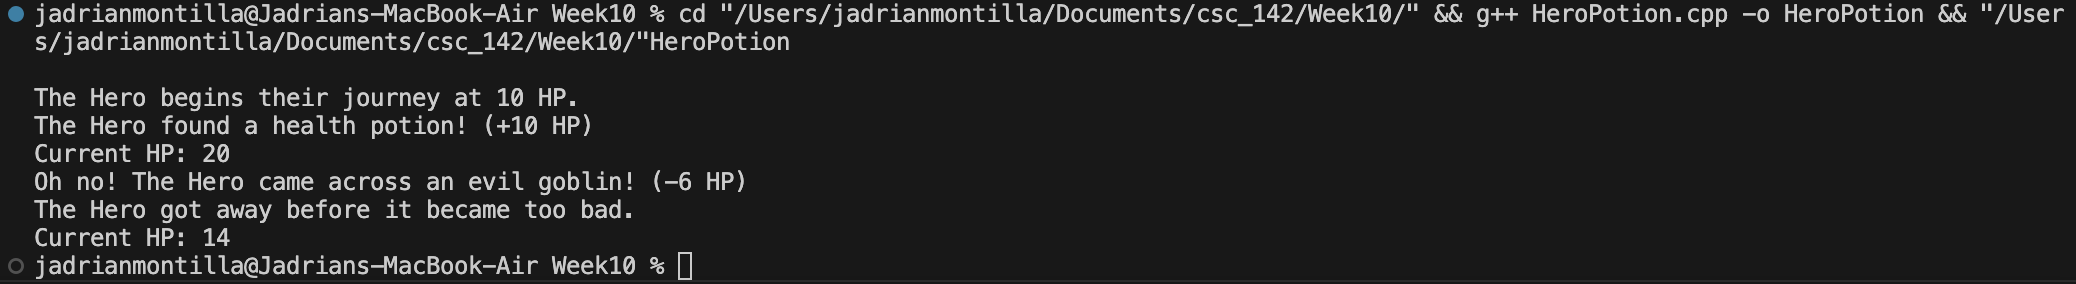 jadrianmontilla@Jadrians-MacBook-Air Week10 % cd "/Users/jadrianmontilla/Documents/csc_142/Week10/" && g++ HeroPotion.cpp -o HeroPotion && "/User
s/jadrianmontilla/Documents/csc_142/Week10/"HeroPotion
The Hero begins their journey at 10 HP.
The Hero found a health potion! (+10 HP)
Current HP: 20
Oh no! The Hero came across an evil goblin! (-6 HP)
The Hero got away before it became too bad.
Current HP: 14
jadrianmontilla@Jadrians-MacBook-Air Week10 %